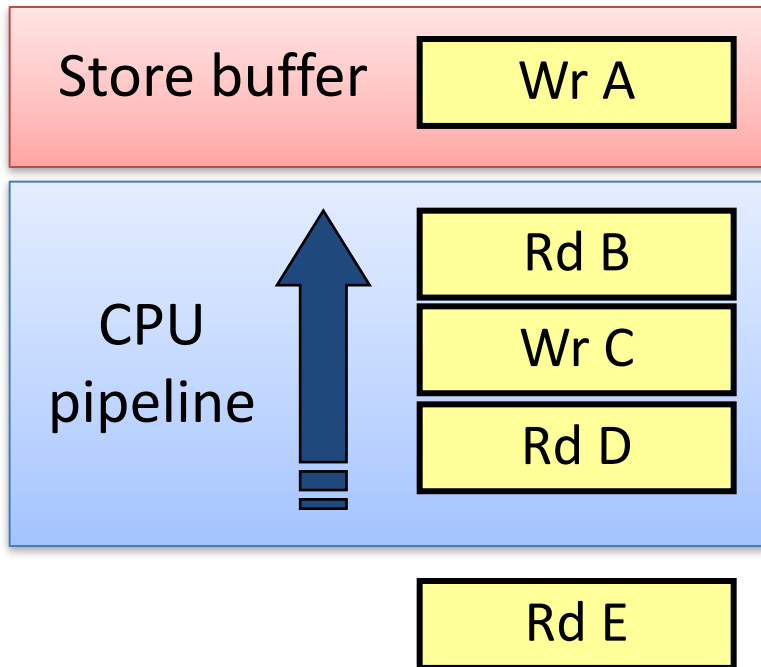 Store buffer
Wr A
Rd B
CPU
pipeline
Wr C
Rd D
Rd E